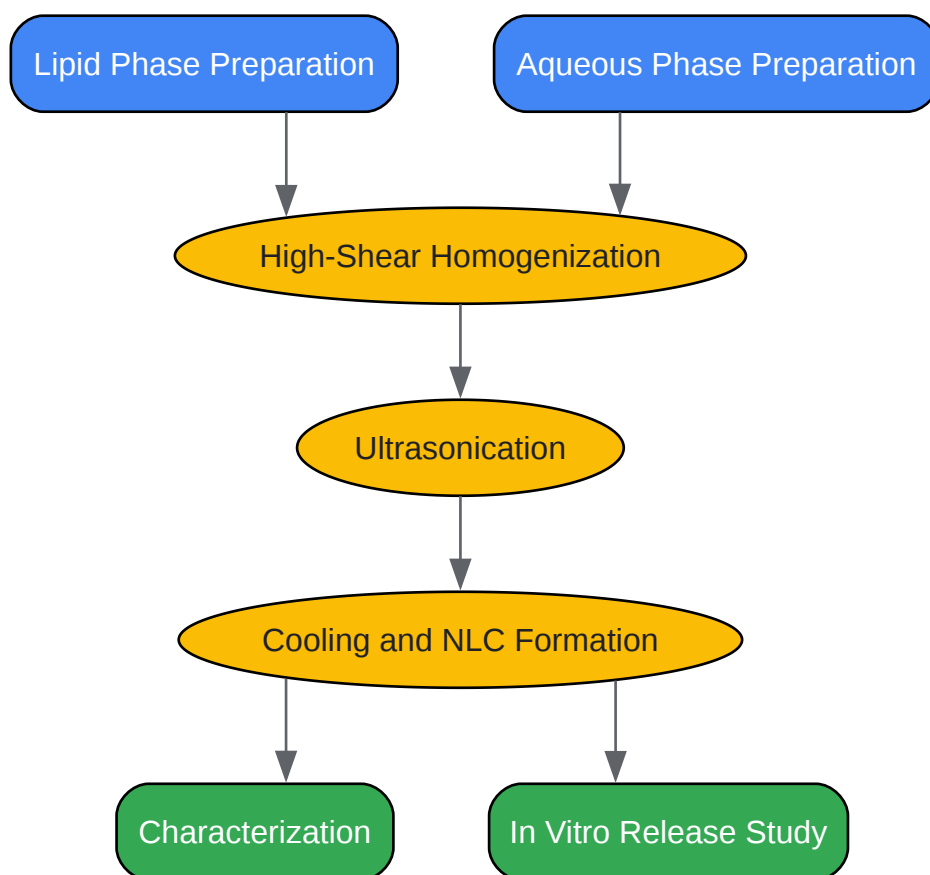 Lipid Phase Preparation
Aqueous Phase Preparation
High-Shear Homogenization
Ultrasonication
Cooling and NLC Formation
Characterization
In Vitro Release Study